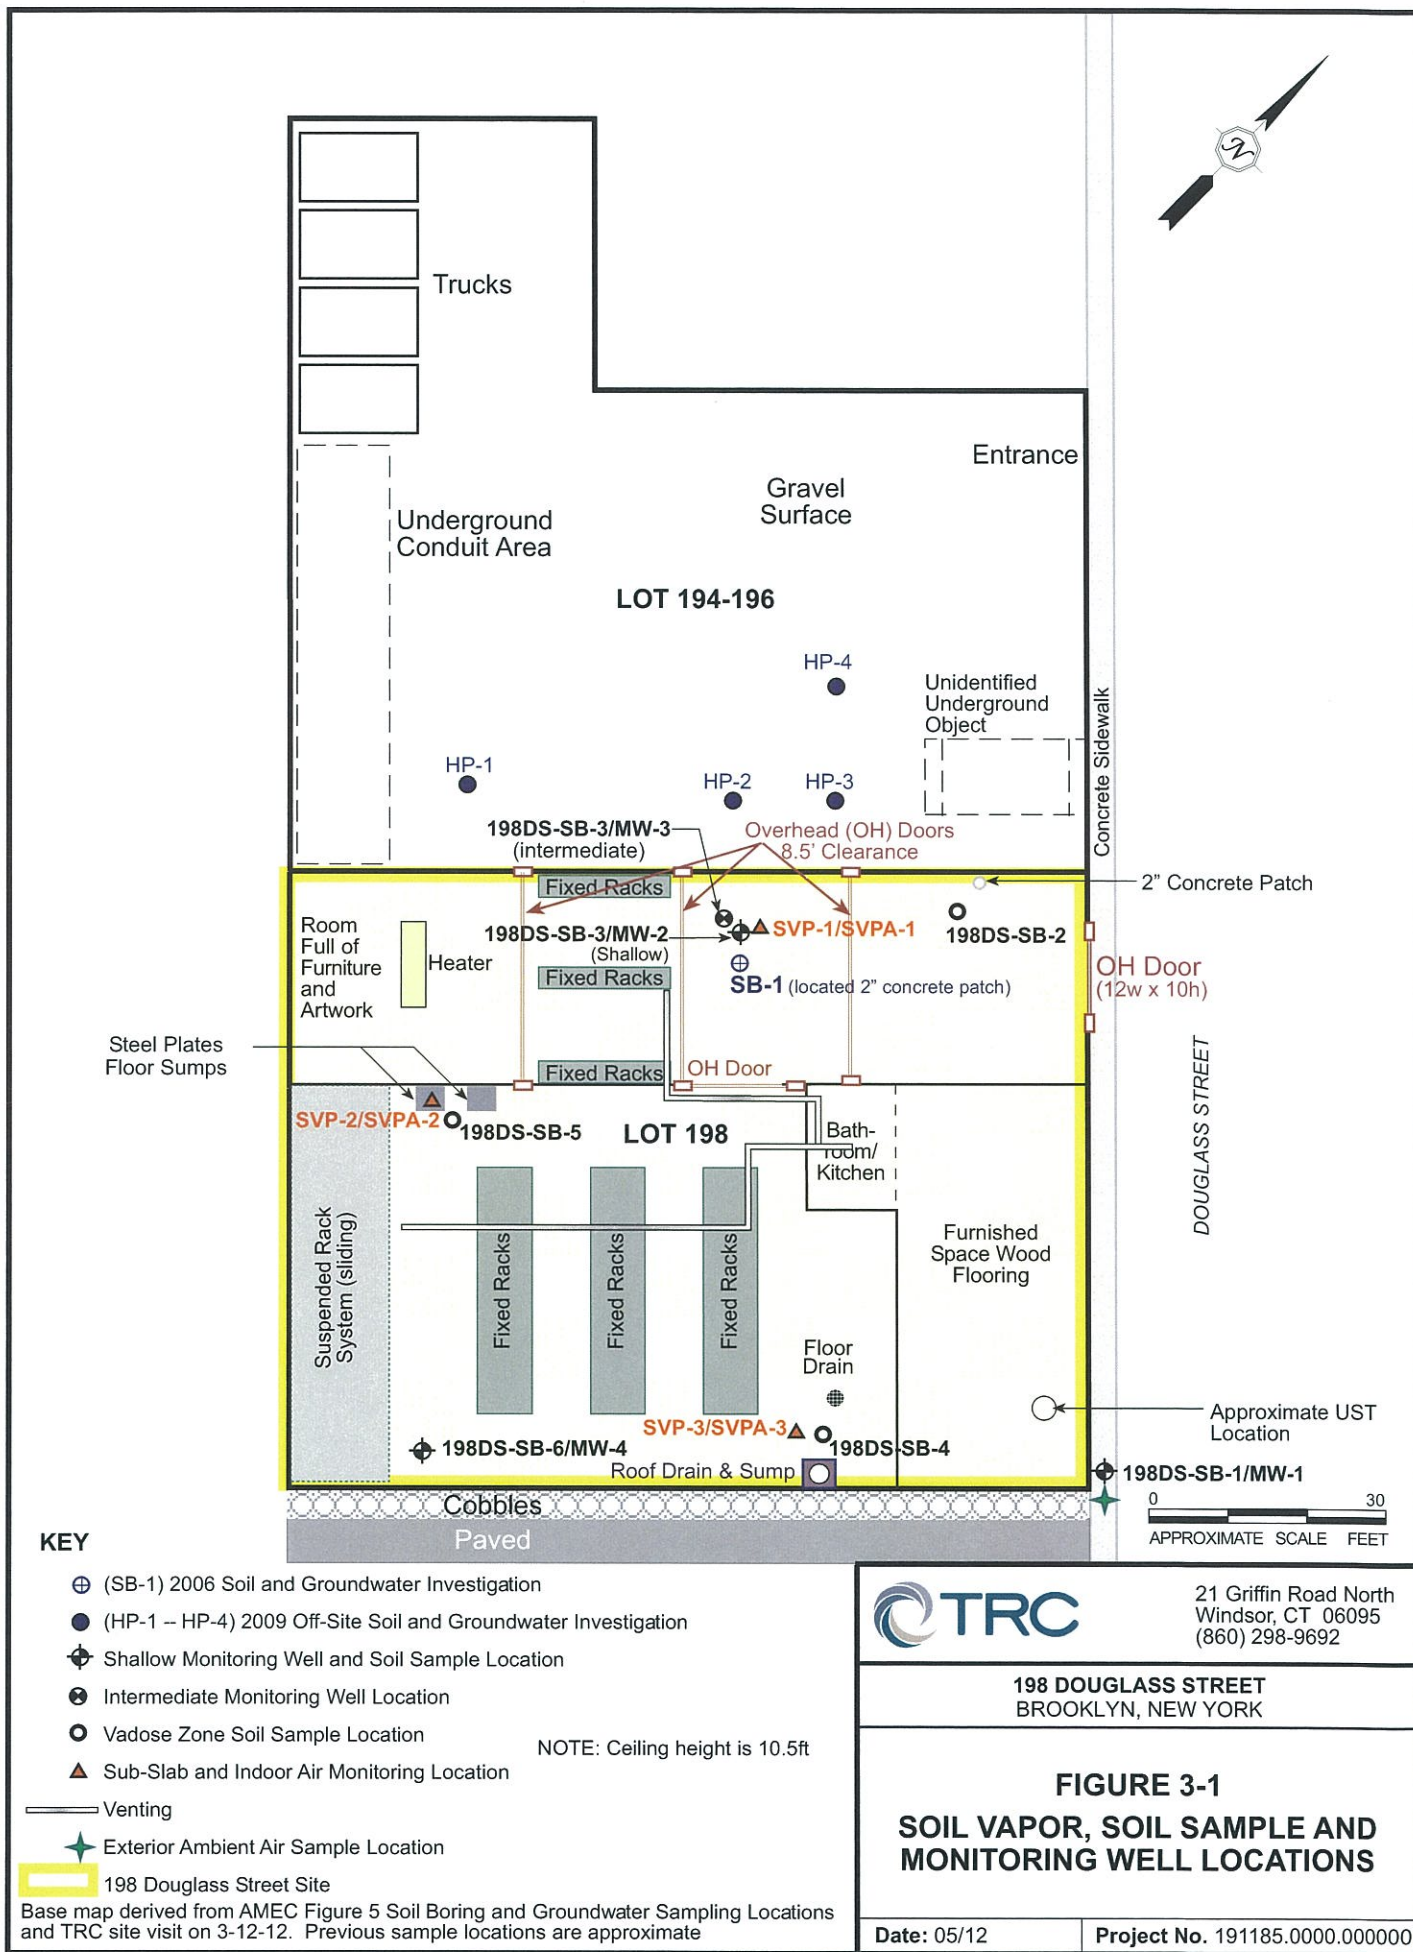 N
Trucks
Entrance
Gravel
Surface
Underground
Conduit Area
LOT 194-196
HP-4
Unidentified
Underground
Object
Concrete Sidewalk
HP-1
HP-2
HP-3
198DS-SB-3/MW-3
(intermediate)
Overhead (OH) Doors
8.5' Clearance
Fixed Racks
2” Concrete Patch
Room
Full of
Furniture
and
Artwork
Heater
198DS-SB-3/MW-2
(Shallow)
SVP-1/SVPA-1
198DS-SB-2
Fixed Racks
SB-1 (located 2” concrete patch)
OH Door
(12w x 10h)
Steel Plates
Floor Sumps
Fixed Racks
OH Door
DOUGLASS STREET
SVP-2/SVPA-2
198DS-SB-5
LOT 198
Bath-
room/
Kitchen
Suspended Rack
System (sliding)
Fixed Racks
Fixed Racks
Fixed Racks
Furnished
Space Wood
Flooring
Floor
Drain
Approximate UST
Location
SVP-3/SVPA-3
198DS-SB-4
198DS-SB-6/MW-4
Roof Drain & Sump
198DS-SB-1/MW-1
Cobbles
Paved
0 30
APPROXIMATE SCALE FEET
KEY
(SB-1) 2006 Soil and Groundwater Investigation
(HP-1 -- HP-4) 2009 Off-Site Soil and Groundwater Investigation
Shallow Monitoring Well and Soil Sample Location
Intermediate Monitoring Well Location
Vadose Zone Soil Sample Location
NOTE: Ceiling height is 10.5ft
Sub-Slab and Indoor Air Monitoring Location
Venting
Exterior Ambient Air Sample Location
198 Douglass Street Site
Base map derived from AMEC Figure 5 Soil Boring and Groundwater Sampling Locations
and TRC site visit on 3-12-12. Previous sample locations are approximate
TRC
21 Griffin Road North
Windsor, CT 06095
(860) 298-9692
198 DOUGLASS STREET
BROOKLYN, NEW YORK
FIGURE 3-1
SOIL VAPOR, SOIL SAMPLE AND
MONITORING WELL LOCATIONS
Date: 05/12
Project No. 191185.0000.000000